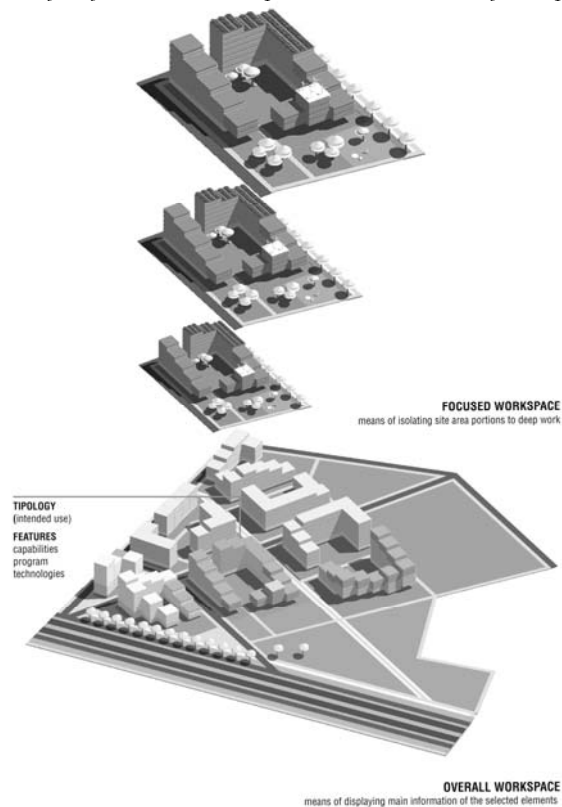 FOCUSED WORKSPACE
means of isolating site area portions to deep work
TIPOLOGY
(intended use)
FEATURES
capabilities
program
technologies
OVERALL WORKSPACE
means of displaying main information of the selected elements